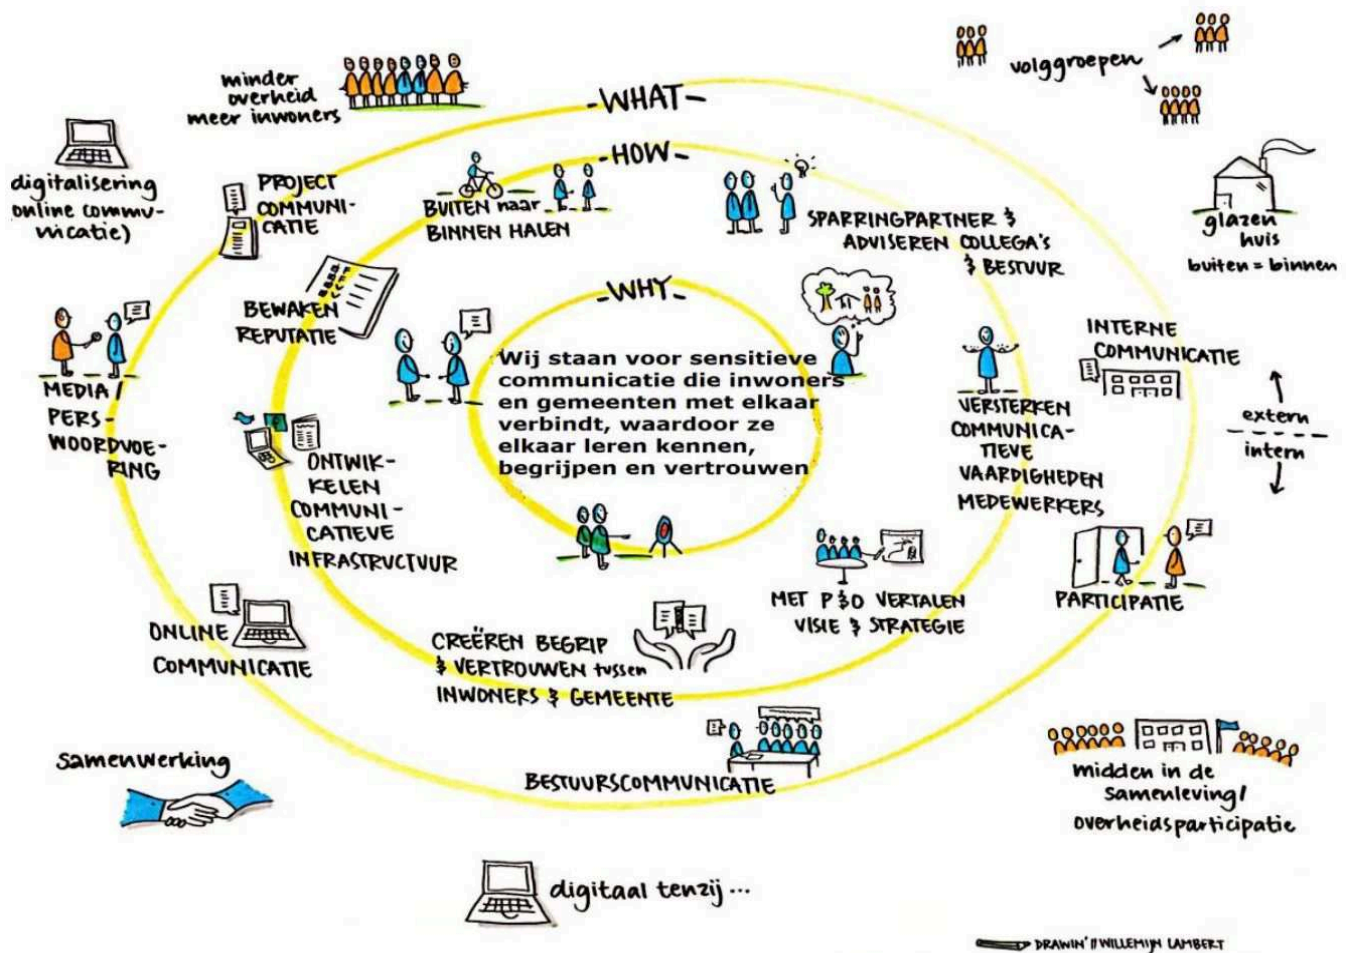 minder
overheid
meer inwoners
volggroepen
- WHAT -
digitalisering
online commu-
nicatie)
PROJECT
COMMUNI-
CATIE
- HOW -
BUITEN naar
BINNEN HALEN
SPARRINGPARTNER &
ADVISEREN COLLEGA'S
& BESTUUR
glazen
huis
buiten = binnen
BEWAKEN
REPUTATIE
- WHY -
Wij staan voor sensitieve
communicatie die inwoners
en gemeenten met elkaar
verbindt, waardoor ze
elkaar leren kennen,
begrijpen en vertrouwen
INTERNE
COMMUNICATIE
extern
intern
MEDIA /
PERS-
WOORDVOE-
RING
VERSTERKEN
COMMUNICA-
TIEVE
VAARDIGHEDEN
MEDEWERKERS
ONTWIK-
KELEN
COMMUNI-
CATIEVE
INFRASTRUCTUUR
PARTICIPATIE
MET P&O VERTALEN
VISIE & STRATEGIE
ONLINE
COMMUNICATIE
CREËREN BEGRIP
& VERTROUWEN tussen
INWONERS & GEMEENTE
BESTUURSCOMMUNICATIE
samenwerking
midden in de
samenleving/
overheidsparticipatie
digitaal tenzij ...
DRAWIN' // WILLEMIJN LAMBERT